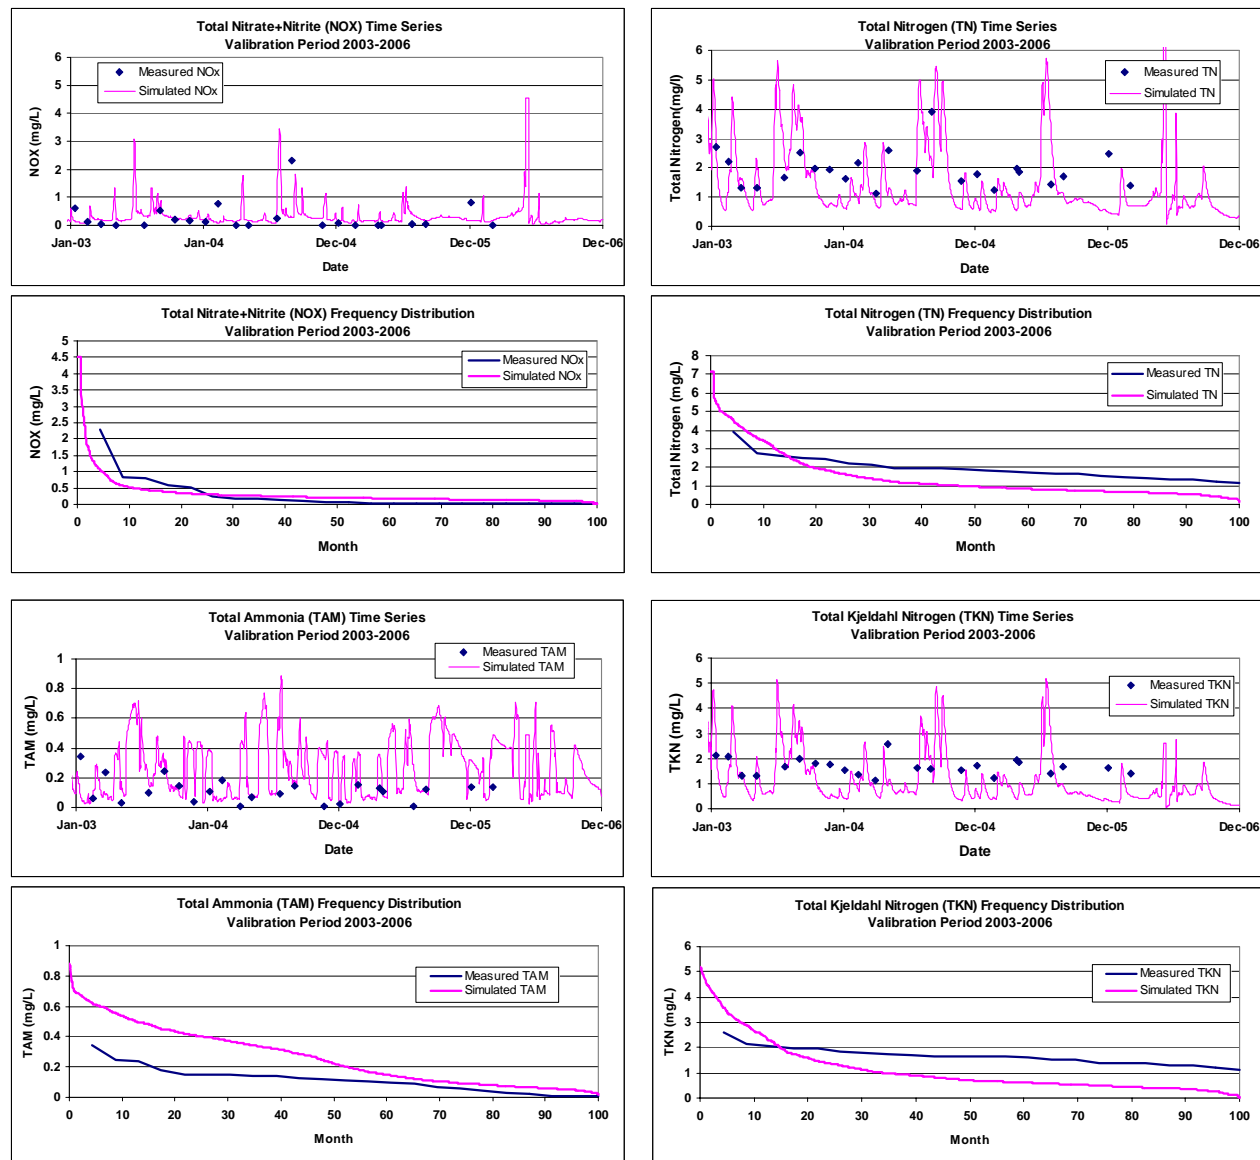 Total Nitrate+Nitrite (NOX) Time Series
Valibration Period 2003-2006
Measured NOx
Simulated NOx
NOX (mg/L)
6
5
4
3
2
1
0
Jan-03
Jan-04
Dec-04
Dec-05
Dec-06
Date
Total Nitrogen (TN) Time Series
Valibration Period 2003-2006
Measured TN
Simulated TN
Total Nitrogen(mg/l)
6
5
4
3
2
1
0
Jan-03
Jan-04
Dec-04
Dec-05
Dec-06
Date
Total Nitrate+Nitrite (NOX) Frequency Distribution
Valibration Period 2003-2006
Measured NOx
Simulated NOx
NOX (mg/L)
5
4.5
4
3.5
3
2.5
2
1.5
1
0.5
0
0
10
20
30
40
50
60
70
80
90
100
Month
Total Nitrogen (TN) Frequency Distribution
Valibration Period 2003-2006
Measured TN
Simulated TN
Total Nitrogen (mg/L)
8
7
6
5
4
3
2
1
0
0
10
20
30
40
50
60
70
80
90
100
Month
Total Ammonia (TAM) Time Series
Valibration Period 2003-2006
Measured TAM
Simulated TAM
TAM (mg/L)
1
0.8
0.6
0.4
0.2
0
Jan-03
Jan-04
Dec-04
Dec-05
Dec-06
Date
Total Kjeldahl Nitrogen (TKN) Time Series
Valibration Period 2003-2006
Measured TKN
Simulated TKN
TKN (mg/L)
6
5
4
3
2
1
0
Jan-03
Jan-04
Dec-04
Dec-05
Dec-06
Date
Total Ammonia (TAM) Frequency Distribution
Valibration Period 2003-2006
Measured TAM
Simulated TAM
TAM (mg/L)
1
0.8
0.6
0.4
0.2
0
0
10
20
30
40
50
60
70
80
90
100
Month
Total Kjeldahl Nitrogen (TKN) Frequency Distribution
Valibration Period 2003-2006
Measured TKN
Simulated TKN
TKN (mg/L)
6
5
4
3
2
1
0
0
10
20
30
40
50
60
70
80
90
100
Month